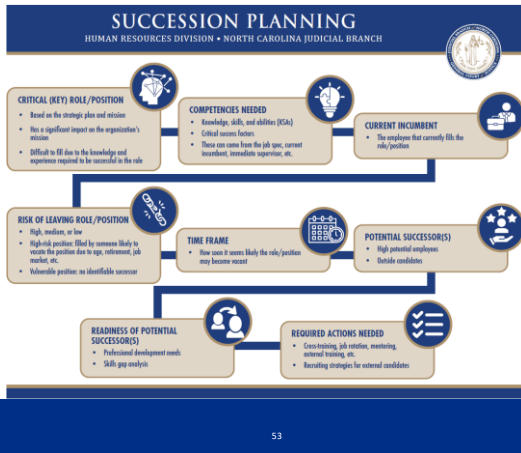 SUCCESSION PLANNING
HUMAN RESOURCES DIVISION • NORTH CAROLINA JUDICIAL BRANCH
CRITICAL (KEY) ROLE/POSITION
• Based on the strategic plan and mission
• Has a significant impact on the organization's
mission
• Difficult to fill due to the knowledge and
experience required to be successful in the role
COMPETENCIES NEEDED
• Knowledge, skills, and abilities (KSAs)
• Critical success factors
• These can come from the job spec, current
incumbent, immediate supervisor, etc.
CURRENT INCUMBENT
• The employee that currently fills the
role/position
RISK OF LEAVING ROLE/POSITION
• High, medium, or low
• High-risk position: filled by someone likely to
vacate the position due to age, retirement, job
market, etc.
• Vulnerable position: no identifiable successor
TIME FRAME
• How soon it seems likely the role/position
may become vacant
POTENTIAL SUCCESSOR(S)
• High potential employees
• Outside candidates
READINESS OF POTENTIAL
SUCCESSOR(S)
• Professional development needs
• Skills gap analysis
REQUIRED ACTIONS NEEDED
• Cross-training, job rotation, mentoring,
external training, etc.
• Recruiting strategies for external candidates
53